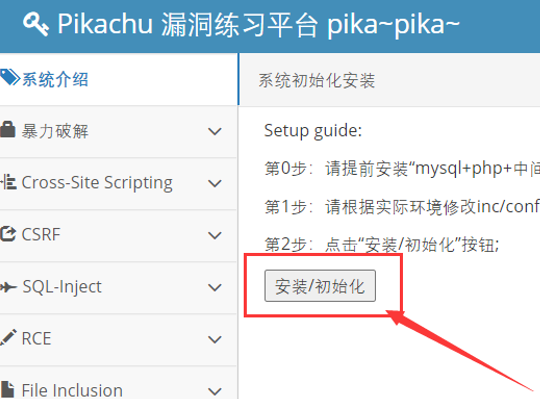 Pikachu 漏洞练习平台 pika~pika~
系统介绍
系统初始化安装
暴力破解
Cross-Site Scripting
CSRF
SQL-Inject
RCE
File Inclusion
Setup guide:
第0步：请提前安装“mysql+php+中间
第1步：请根据实际环境修改inc/conf
第2步：点击“安装/初始化”按钮;
安装/初始化